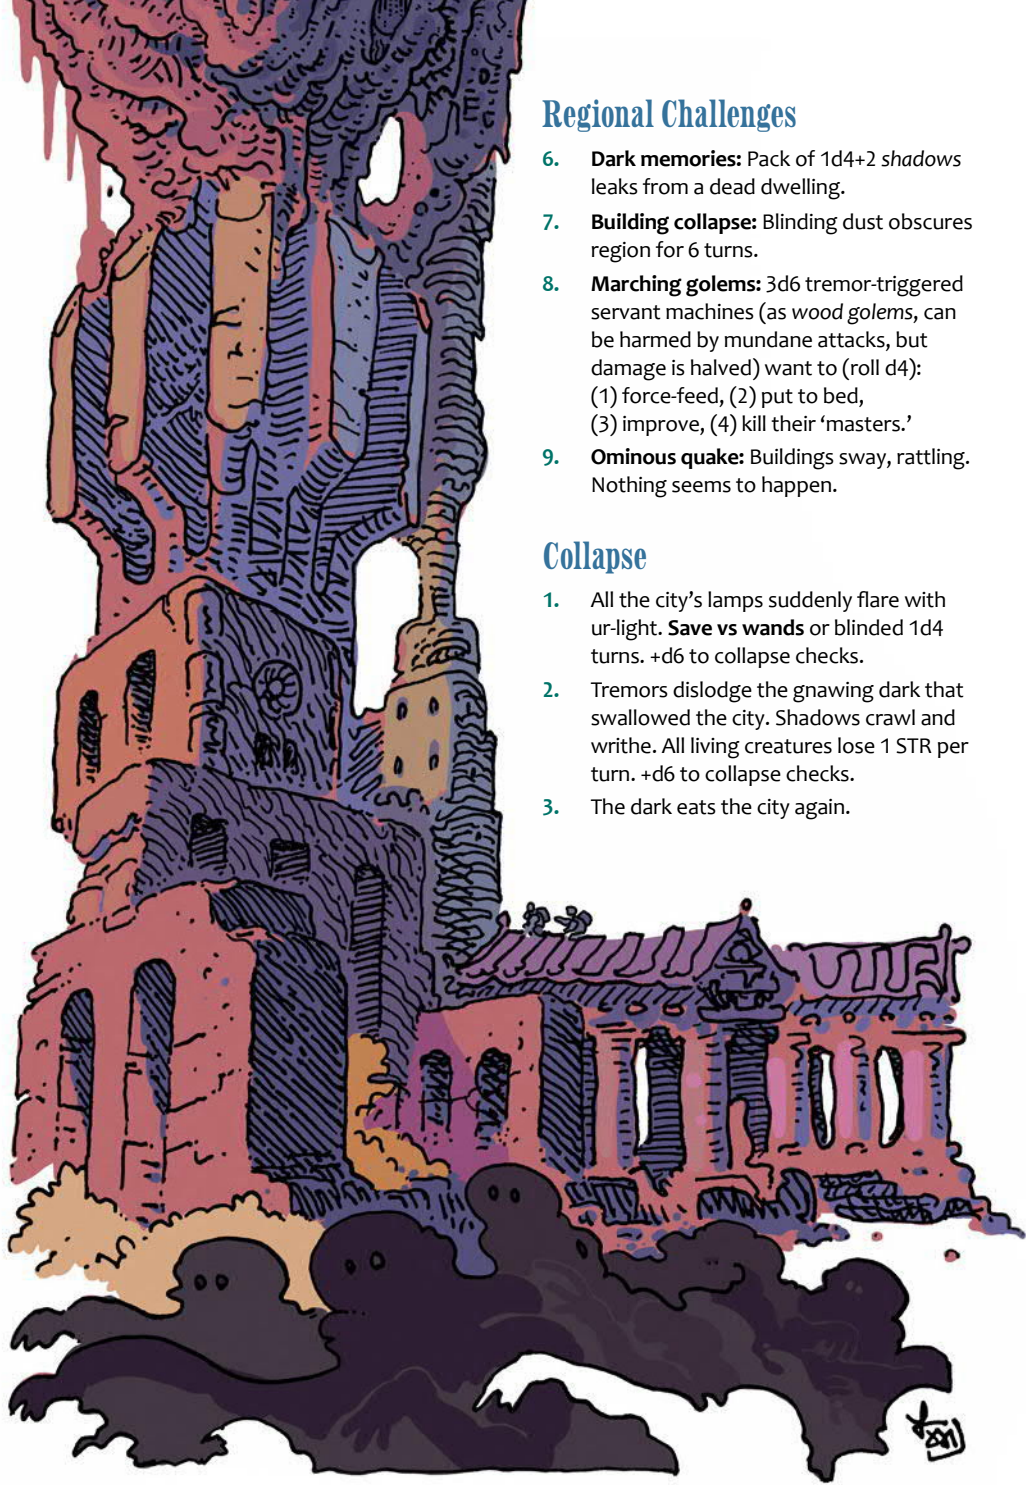 Regional Challenges
6. Dark memories: Pack of 1d4+2 shadows
leaks from a dead dwelling.
7. Building collapse: Blinding dust obscures
region for 6 turns.
8. Marching golems: 3d6 tremor-triggered
servant machines (as wood golems, can
be harmed by mundane attacks, but
damage is halved) want to (roll d4):
(1) force-feed, (2) put to bed,
(3) improve, (4) kill their ‘masters.’
9. Ominous quake: Buildings sway, rattling.
Nothing seems to happen.
Collapse
1. All the city’s lamps suddenly flare with
ur-light. Save vs wands or blinded 1d4
turns. +d6 to collapse checks.
2. Tremors dislodge the gnawing dark that
swallowed the city. Shadows crawl and
writhe. All living creatures lose 1 STR per
turn. +d6 to collapse checks.
3. The dark eats the city again.